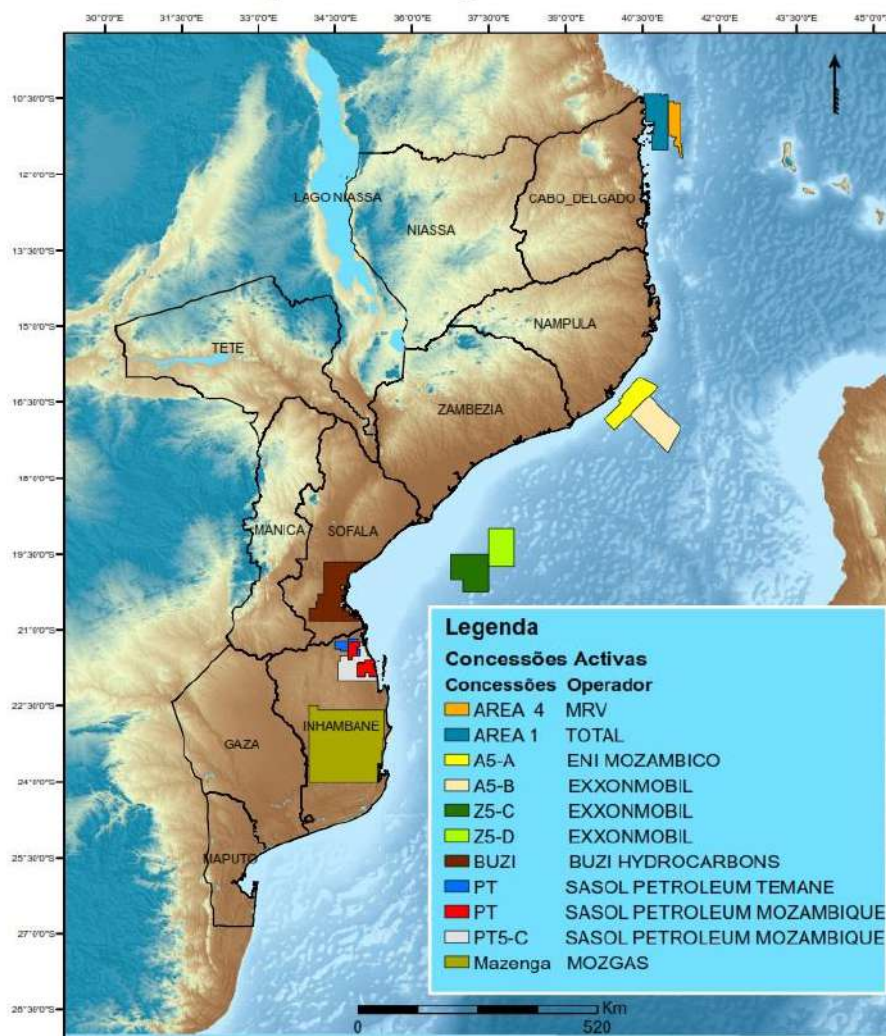 30°0'0"E 31°30'0"E 33°0'0"E 34°30'0"E 36°0'0"E 37°30'0"E 39°0'0"E 40°30'0"E 42°0'0"E 43°30'0"E 45°0'0"E
10°30'0"S
12°0'0"S
LAGO NIASSA
CABO_DELGADO
NIASSA
13°30'0"S
15°0'0"S
NAMPULA
TETE
16°30'0"S
ZAMBEZIA
18°0'0"S
MANICA
SOFALA
19°30'0"S
21°0'0"S
22°30'0"S
INHAMBANE
GAZA
24°0'0"S
MAPUTO
25°30'0"S
27°0'0"S
28°30'0"S
Legenda
Concessões Activas
Concessões Operador
AREA 4 MRV
AREA 1 TOTAL
A5-A ENI MOZAMBICO
A5-B EXXONMOBIL
Z5-C EXXONMOBIL
Z5-D EXXONMOBIL
BUZI BUZI HYDROCARBONS
PT SASOL PETROLEUM TEMANE
PT SASOL PETROLEUM MOZAMBIQUE
PT5-C SASOL PETROLEUM MOZAMBIQUE
Mazenga MOZGAS
Km
0 520